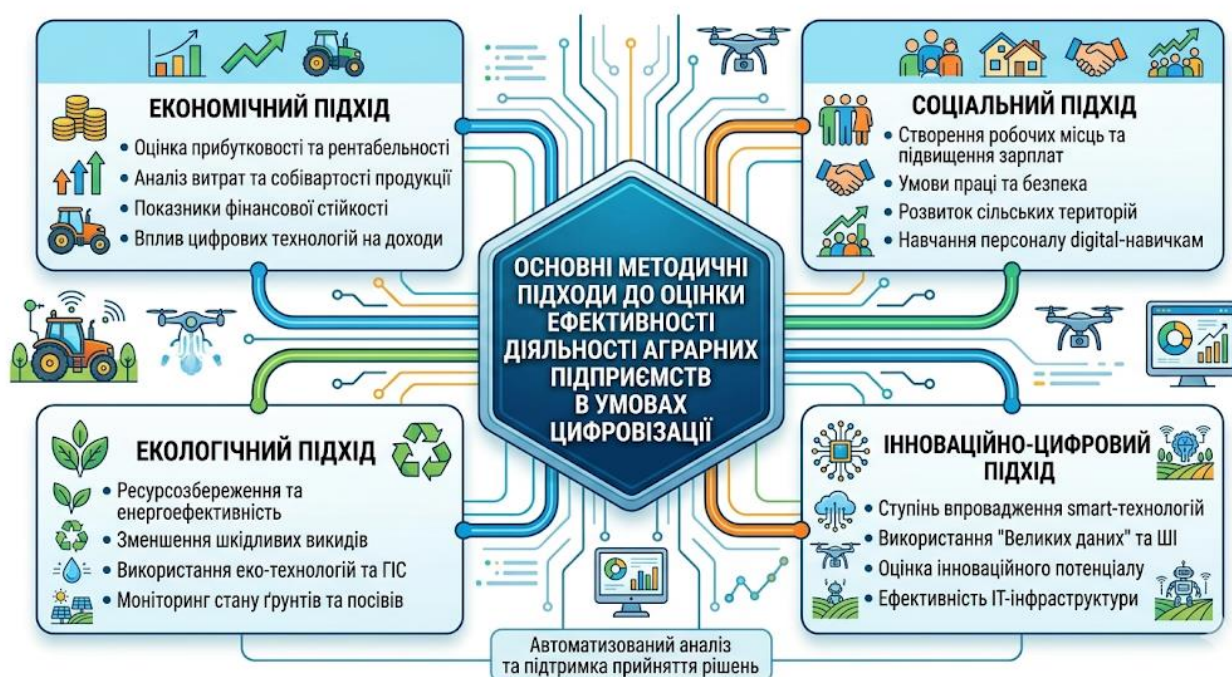 ЕКОНОМІЧНИЙ ПІДХІД
• Оцінка прибутковості та рентабельності
• Аналіз витрат та собівартості продукції
• Показники фінансової стійкості
• Вплив цифрових технологій на доходи
СОЦІАЛЬНИЙ ПІДХІД
• Створення робочих місць та
підвищення зарплат
• Умови праці та безпека
• Розвиток сільських територій
• Навчання персоналу digital-навичкам
ОСНОВНІ МЕТОДИЧНІ
ПІДХОДИ ДО ОЦІНКИ
ЕФЕКТИВНОСТІ
ДІЯЛЬНОСТІ АГРАРНИХ
ПІДПРИЄМСТВ
В УМОВАХ
ЦИФРОВІЗАЦІЇ
ЕКОЛОГІЧНИЙ ПІДХІД
• Ресурсозбереження та
енергоефективність
• Зменшення шкідливих викидів
• Використання еко-технологій та ГІС
• Моніторинг стану ґрунтів та посівів
ІННОВАЦІЙНО-ЦИФРОВИЙ
ПІДХІД
• Ступінь впровадження smart-технологій
• Використання "Великих даних" та ШІ
• Оцінка інноваційного потенціалу
• Ефективність ІТ-інфраструктури
Автоматизований аналіз
та підтримка прийняття рішень